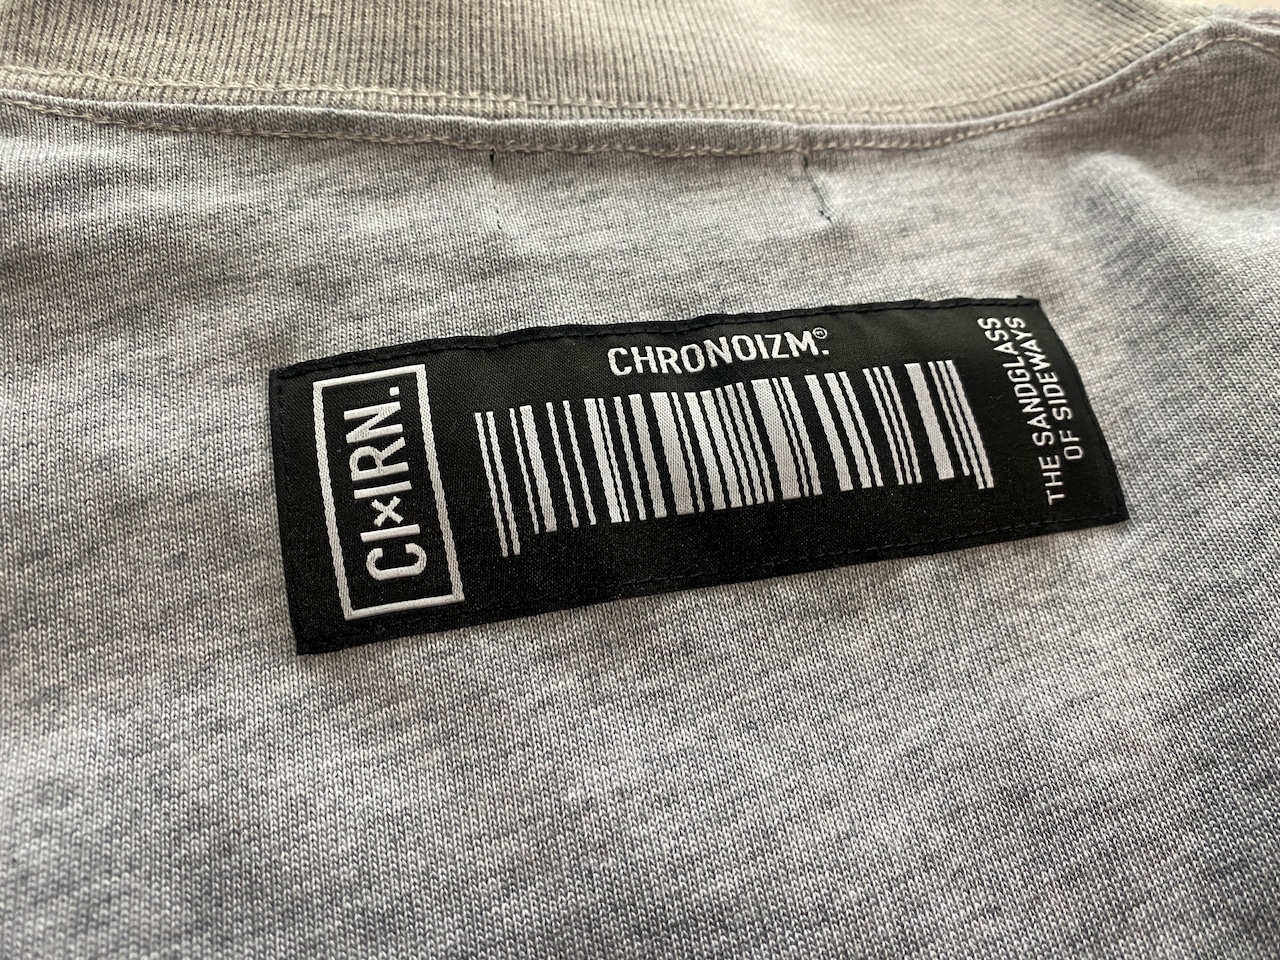 CI×IRN.
CHRONOIZM.®
THE SANDGLASS
OF SIDEWAYS